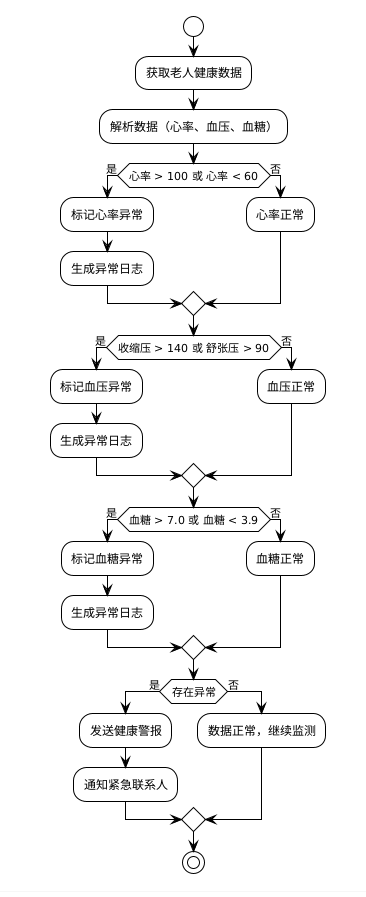 获取老人健康数据
解析数据（心率、血压、血糖）
是
心率 > 100 或 心率 < 60
否
标记心率异常
心率正常
生成异常日志
是
收缩压 > 140 或 舒张压 > 90
否
标记血压异常
血压正常
生成异常日志
是
血糖 > 7.0 或 血糖 < 3.9
否
标记血糖异常
血糖正常
生成异常日志
是
存在异常
否
发送健康警报
数据正常，继续监测
通知紧急联系人